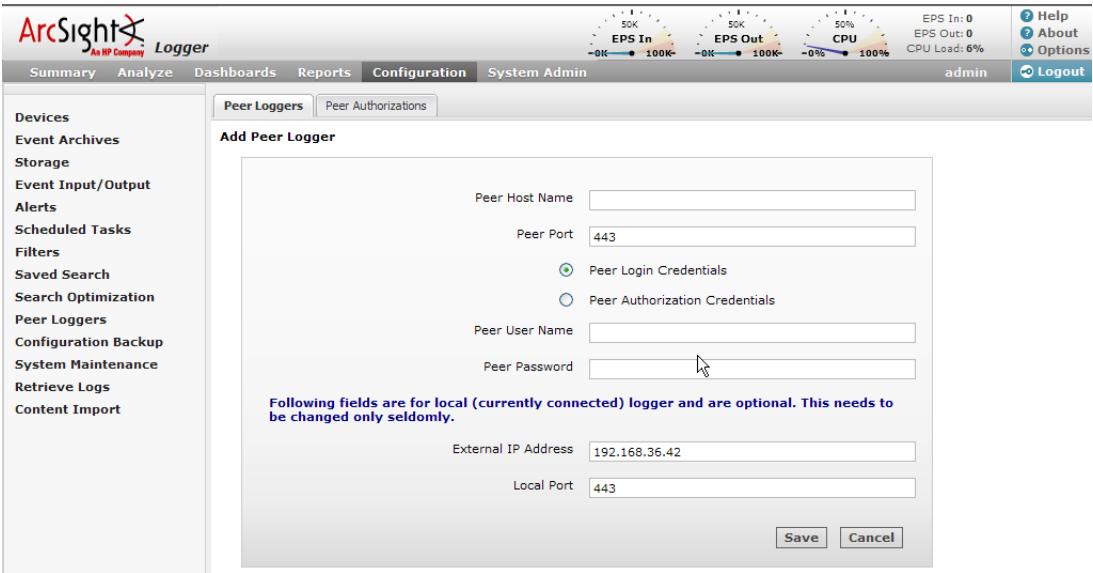 ArcSight
An HP Company
Logger
50K
EPS In
0K 100K
50K
EPS Out
0K 100K
50%
CPU
0% 100%
EPS In: 0
EPS Out: 0
CPU Load: 6%
Help
About
Options
Summary Analyze Dashboards Reports Configuration System Admin admin Logout
Devices
Event Archives
Storage
Event Input/Output
Alerts
Scheduled Tasks
Filters
Saved Search
Search Optimization
Peer Loggers
Configuration Backup
System Maintenance
Retrieve Logs
Content Import
Peer Loggers Peer Authorizations
Add Peer Logger
Peer Host Name
Peer Port 443
Peer Login Credentials
Peer Authorization Credentials
Peer User Name
Peer Password
Following fields are for local (currently connected) logger and are optional. This needs to
be changed only seldomly.
External IP Address 192.168.36.42
Local Port 443
Save Cancel